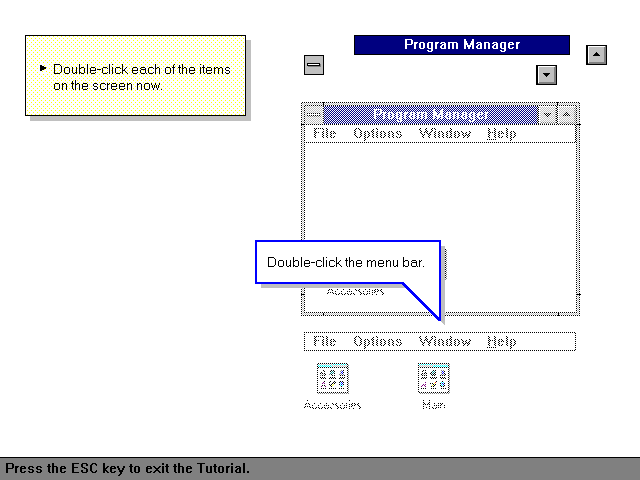 Program Manager
Double-click each of the items
on the screen now.
Program Manager
File Options Window Help
Double-click the menu bar.
Accessories
File Options Window Help
Accessories Main
Press the ESC key to exit the Tutorial.